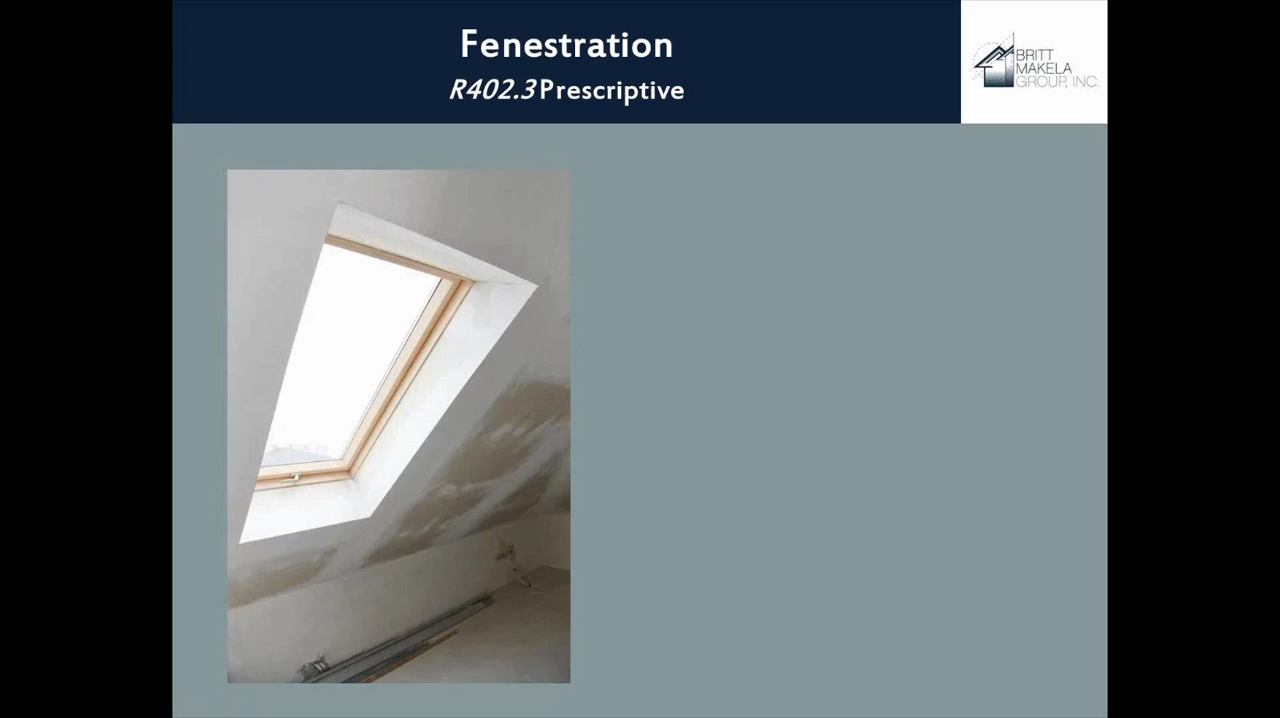 Fenestration
R402.3 Prescriptive
BRITT
MAKELA
GROUP, INC.